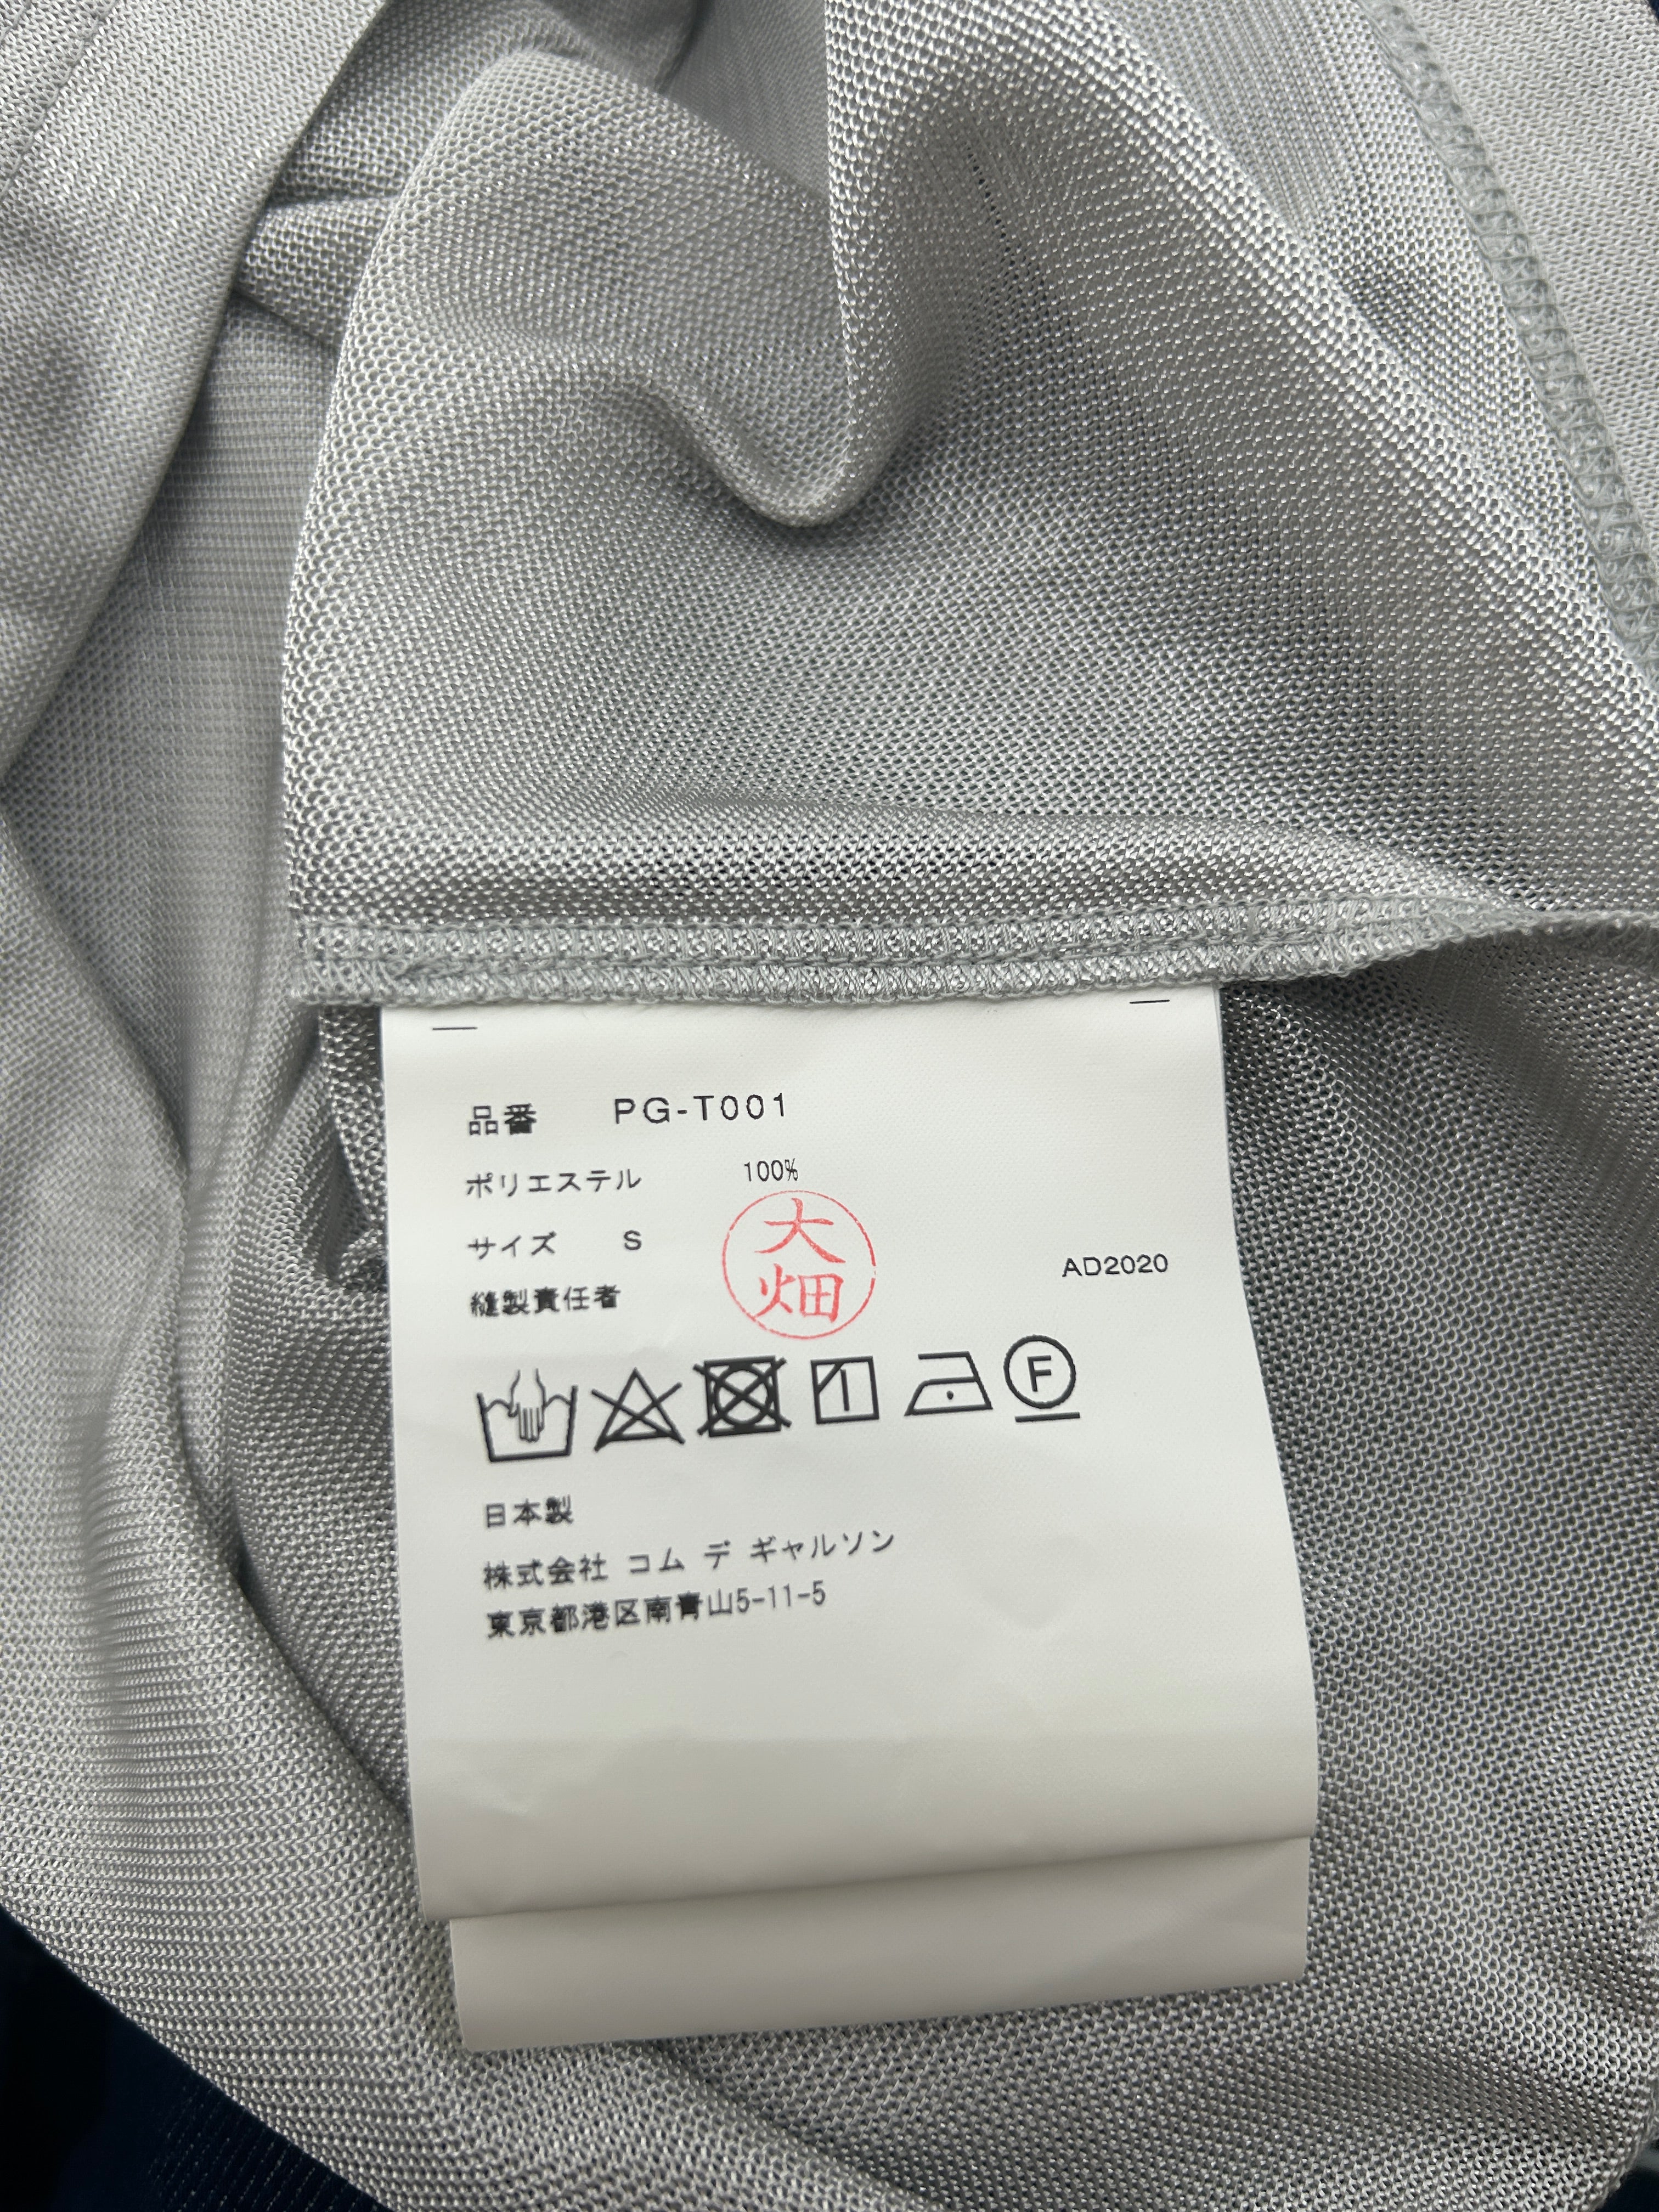 品番 PG-T001
ポリエステル 100%
サイズ S
大畑
AD2020
縫製責任者
F
日本製
株式会社 コム デ ギャルソン
東京都港区南青山5-11-5